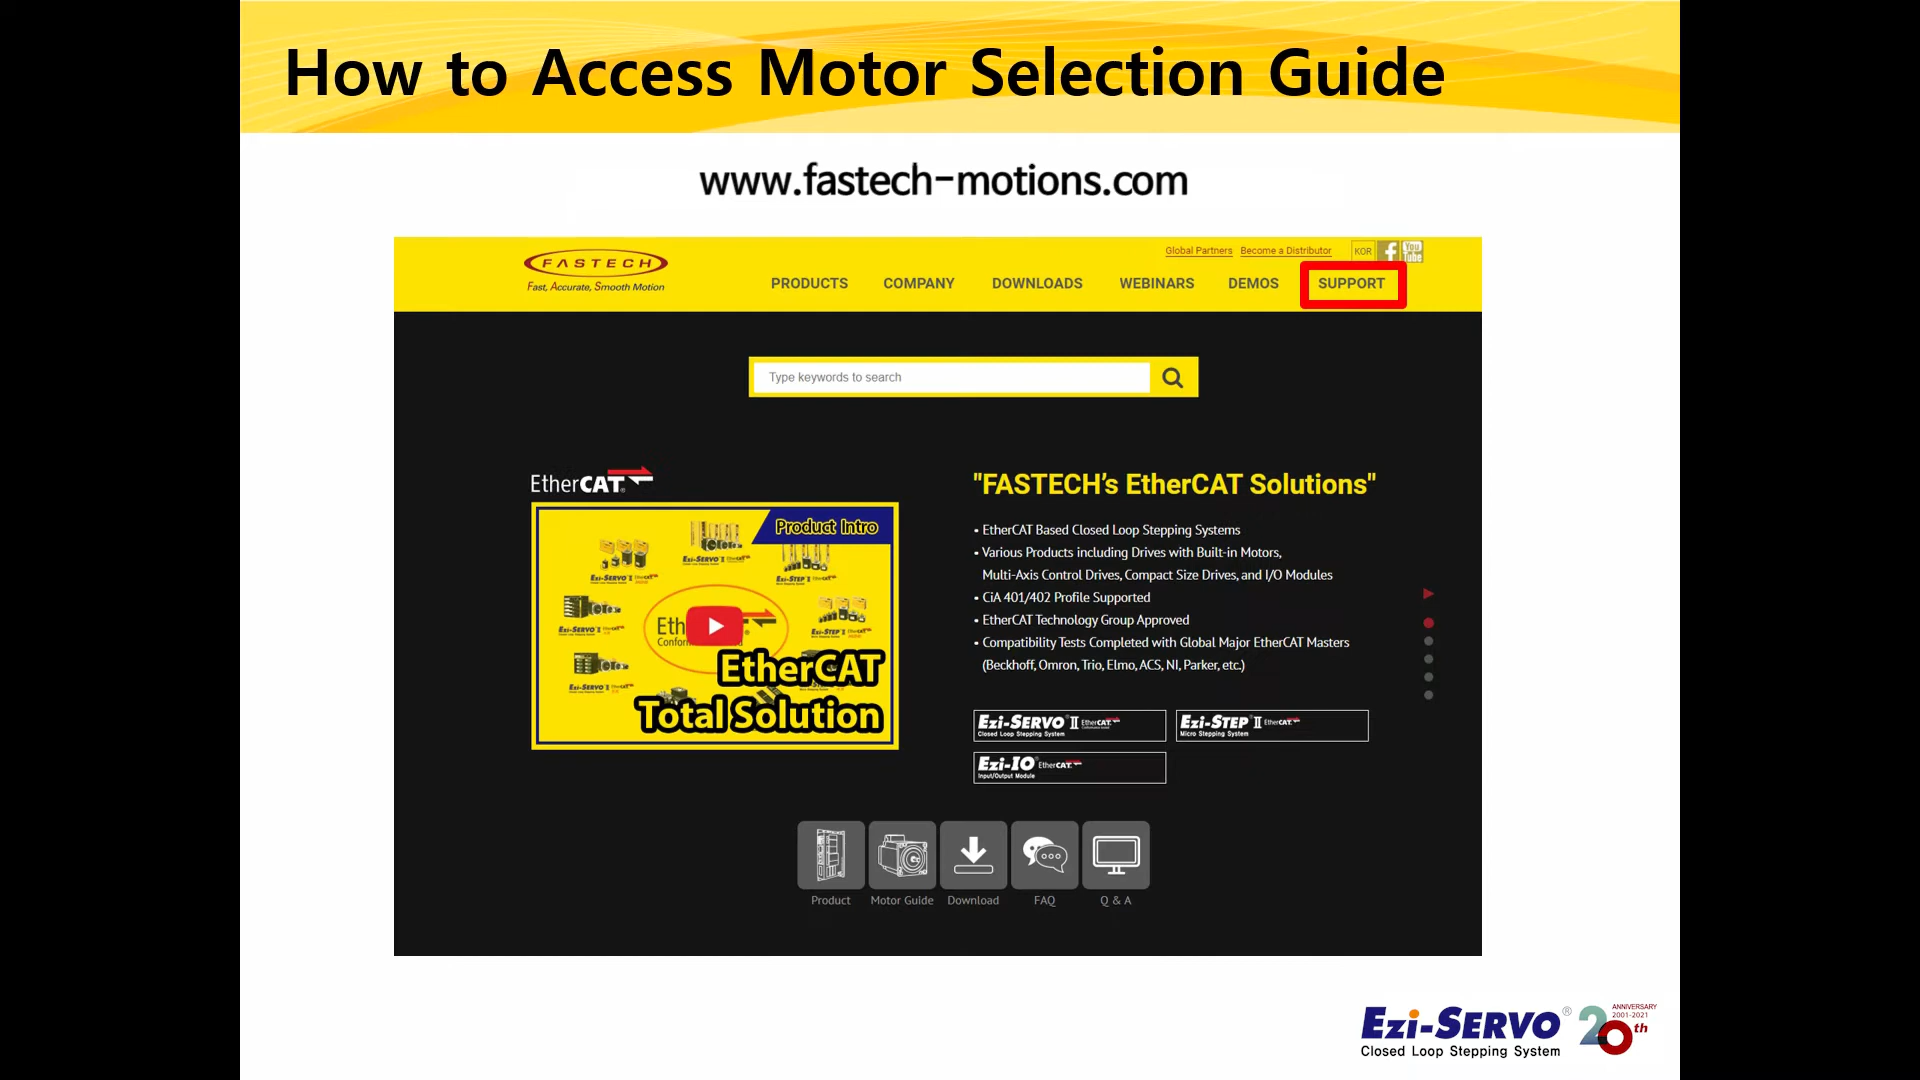 How to Access Motor Selection Guide
www.fastech-motions.com
Global Partners Become a Distributor KOR You Tube
FASTECH
Fast, Accurate, Smooth Motion
PRODUCTS COMPANY DOWNLOADS WEBINARS DEMOS SUPPORT
Type keywords to search
EtherCAT
Product Intro
EtherCAT
Total Solution
"FASTECH's EtherCAT Solutions"
• EtherCAT Based Closed Loop Stepping Systems
• Various Products including Drives with Built-in Motors,
Multi-Axis Control Drives, Compact Size Drives, and I/O Modules
• CiA 401/402 Profile Supported
• EtherCAT Technology Group Approved
• Compatibility Tests Completed with Global Major EtherCAT Masters
(Beckhoff, Omron, Trio, Elmo, ACS, NI, Parker, etc.)
Ezi-SERVO® II EtherCAT
Closed Loop Stepping System
Ezi-STEP® II EtherCAT
Micro Stepping System
Ezi-IO® EtherCAT
Input/Output Module
Product Motor Guide Download FAQ Q & A
Ezi-SERVO®
Closed Loop Stepping System
ANNIVERSARY
2001-2021
20th